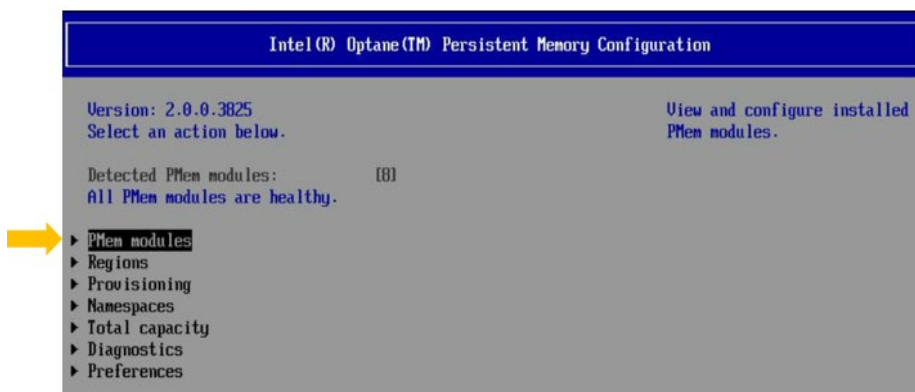 Intel(R) Optane(TM) Persistent Memory Configuration
Version: 2.0.0.3825
Select an action below.
View and configure installed
PMem modules.
Detected PMem modules: [8]
All PMem modules are healthy.
PMem modules
Regions
Provisioning
Namespaces
Total capacity
Diagnostics
Preferences